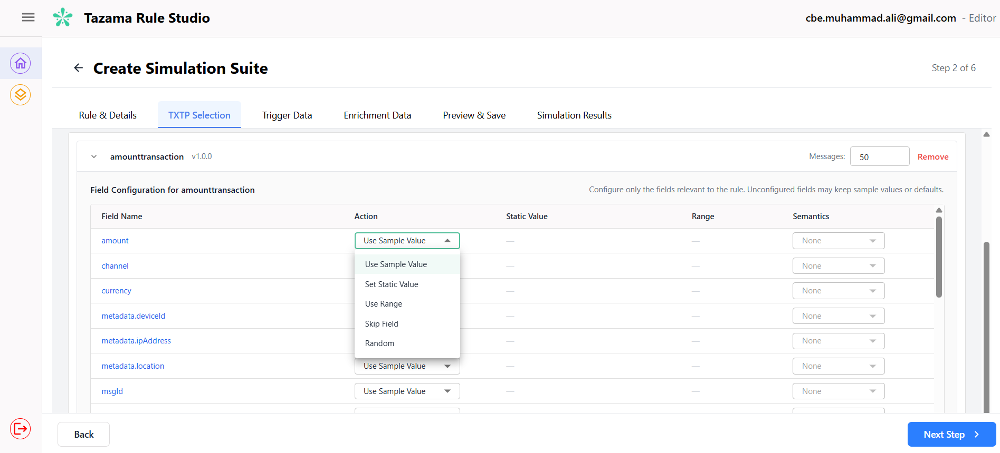 Tazama Rule Studio
cbe.muhammad.ali@gmail.com - Editor
Create Simulation Suite
Step 2 of 6
Rule & Details
TXTP Selection
Trigger Data
Enrichment Data
Preview & Save
Simulation Results
amounttransaction v1.0.0
Messages: 50 Remove
Field Configuration for amounttransaction
Configure only the fields relevant to the rule. Unconfigured fields may keep sample values or defaults.
Field Name Action Static Value Range Semantics
amount Use Sample Value — — None
Use Sample Value
Set Static Value
Use Range
Skip Field
Random
channel — — None
currency — — None
metadata.deviceId — — None
metadata.ipAddress — — None
metadata.location Use Sample Value — — None
msgId Use Sample Value — — None
Back
Next Step